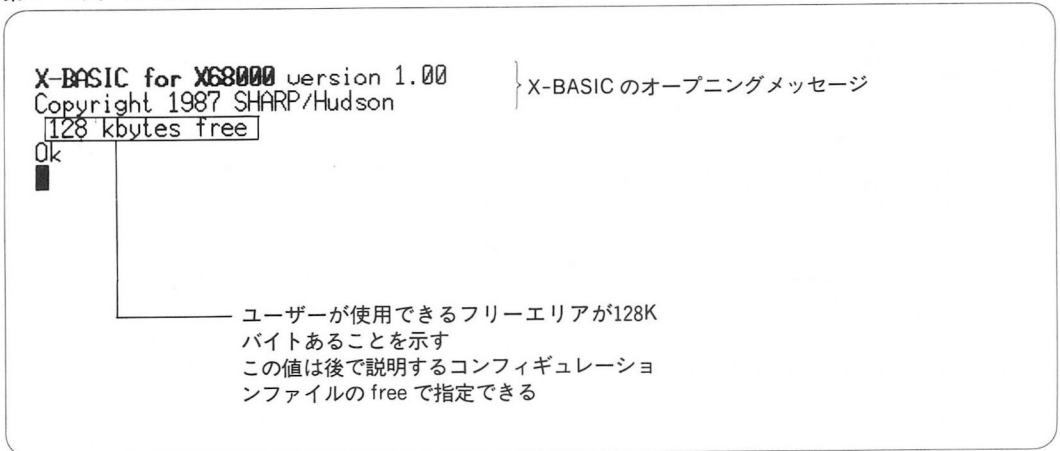 X-BASIC for X68000 version 1.00
Copyright 1987 SHARP/Hudson
128 kbytes free
Ok
X-BASIC のオープニングメッセージ
ユーザーが使用できるフリーエリアが128K
バイトあることを示す
この値は後で説明するコンフィギュレーショ
ンファイルの free で指定できる